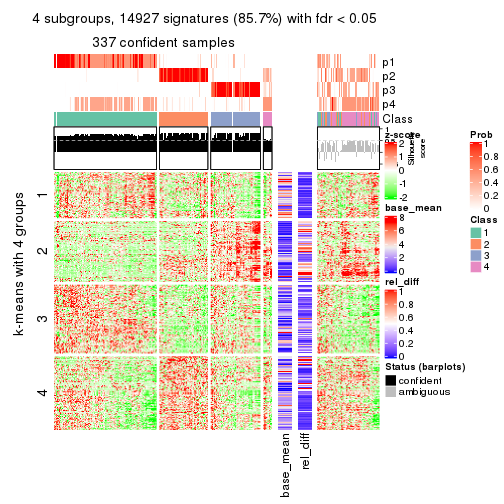 4 subgroups, 14927 signatures (85.7%) with fdr < 0.05
337 confident samples
p1
p2
p3
p4
Class
1
Silhouette
score
z-score
2
1
0
-1
-2
base_mean
8
6
4
2
0
rel_diff
1
0.8
0.6
0.4
0.2
0
Status (barplots)
confident
ambiguous
Prob
1
0.8
0.6
0.4
0.2
0
Class
1
2
3
4
k-means with 4 groups
1
2
3
4
base_mean
rel_diff